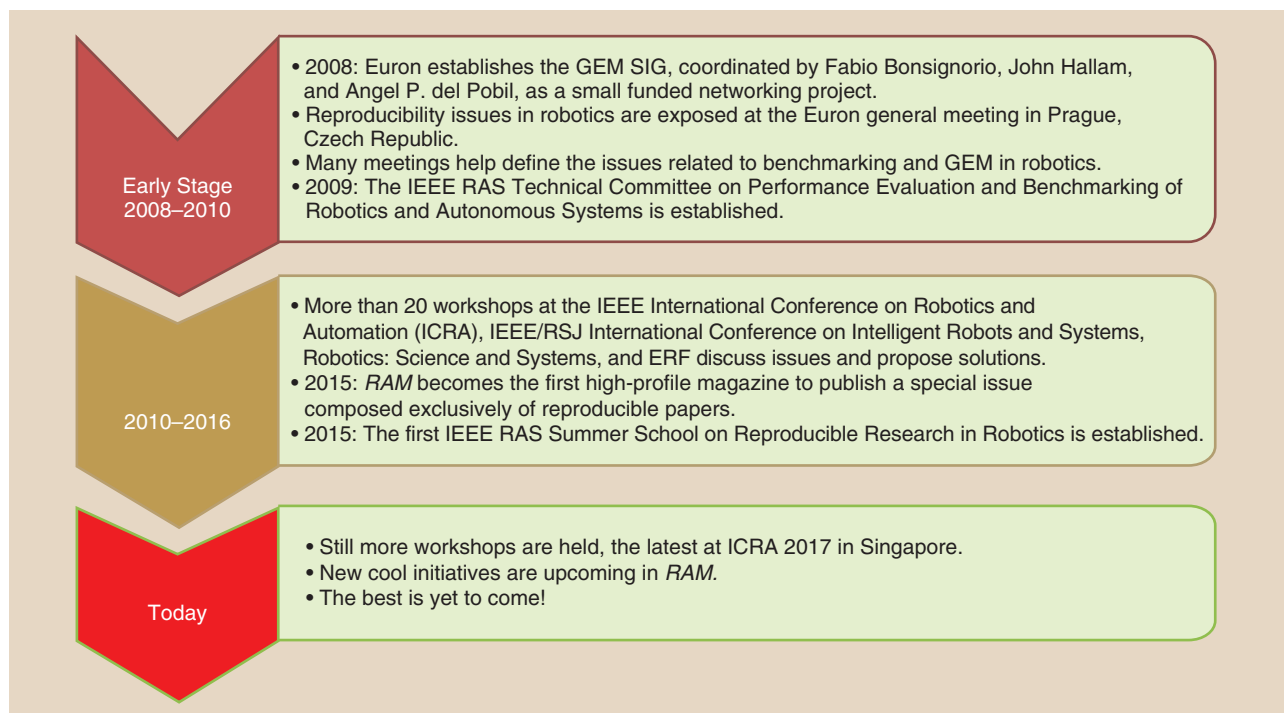 Early Stage
2008–2010
• 2008: Euron establishes the GEM SIG, coordinated by Fabio Bonsignorio, John Hallam,
and Angel P. del Pobil, as a small funded networking project.
• Reproducibility issues in robotics are exposed at the Euron general meeting in Prague,
Czech Republic.
• Many meetings help define the issues related to benchmarking and GEM in robotics.
• 2009: The IEEE RAS Technical Committee on Performance Evaluation and Benchmarking of
Robotics and Autonomous Systems is established.
2010–2016
• More than 20 workshops at the IEEE International Conference on Robotics and
Automation (ICRA), IEEE/RSJ International Conference on Intelligent Robots and Systems,
Robotics: Science and Systems, and ERF discuss issues and propose solutions.
• 2015: RAM becomes the first high-profile magazine to publish a special issue
composed exclusively of reproducible papers.
• 2015: The first IEEE RAS Summer School on Reproducible Research in Robotics is established.
Today
• Still more workshops are held, the latest at ICRA 2017 in Singapore.
• New cool initiatives are upcoming in RAM.
• The best is yet to come!